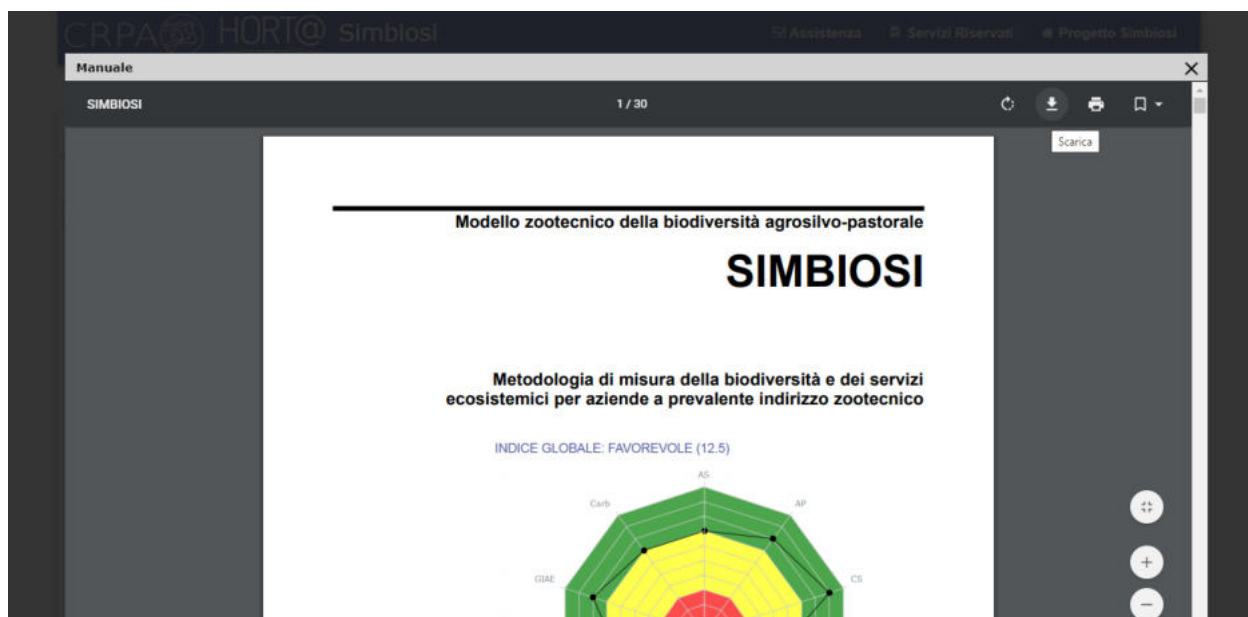 CRPA HORT@ Simbiosi
Assistenza Servizi Riservati Progetto Simbiosi
Manuale
SIMBIOSI 1 / 30
Scarica
Modello zootecnico della biodiversità agrosilvo-pastorale
SIMBIOSI
Metodologia di misura della biodiversità e dei servizi
ecosistemici per aziende a prevalente indirizzo zootecnico
INDICE GLOBALE: FAVOREVOLE (12.5)
AS
Carb AP
GIAE CS